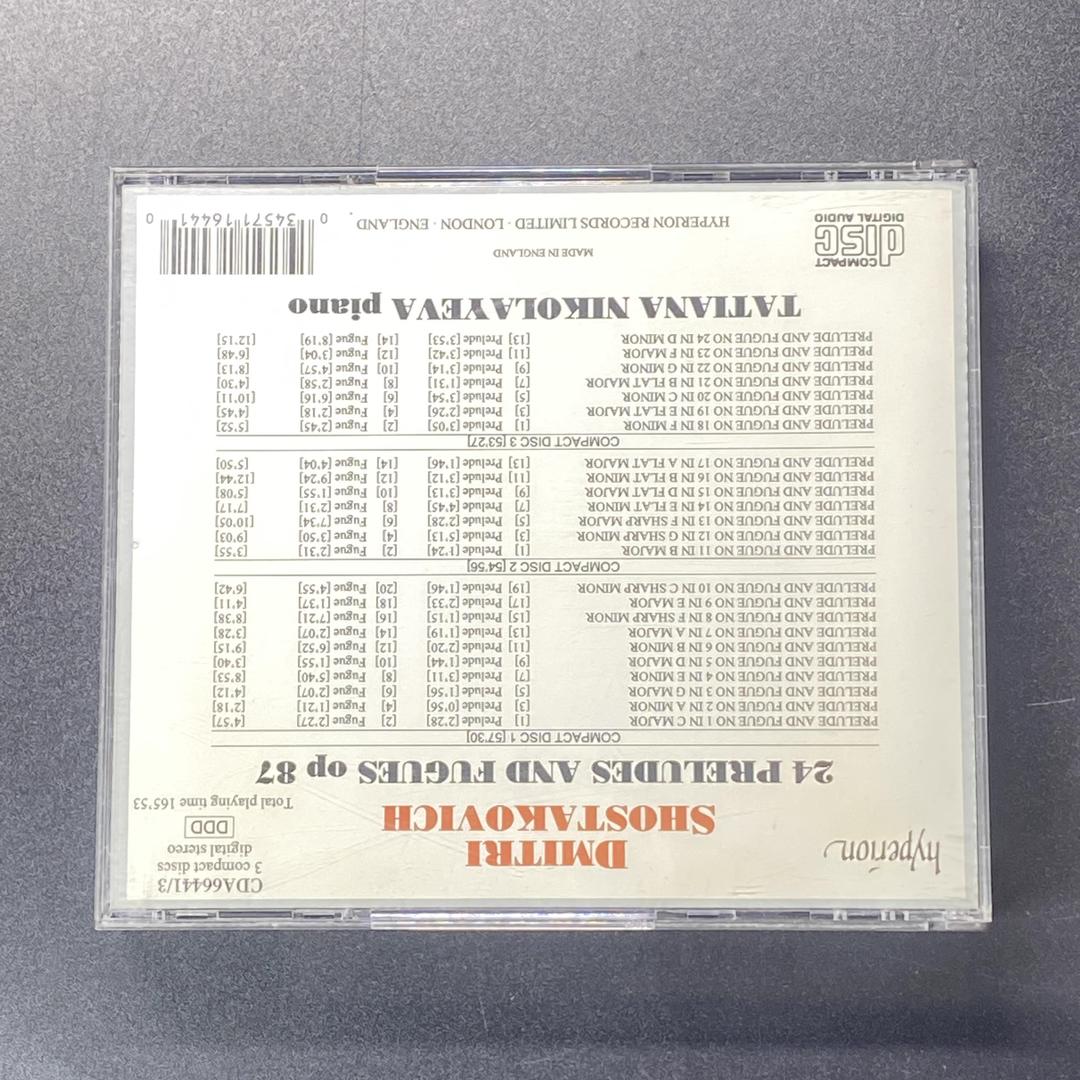 hyperion
CDA66441/3
3 compact discs
digital stereo
DDD
Total playing time 165'53
DMITRI
SHOSTAKOVICH
24 PRELUDES AND FUGUES op 87
COMPACT DISC 1 [57'30]
PRELUDE AND FUGUE NO 1 IN C MAJOR [1] Prelude [2'28] [2] Fugue [2'27] [4'57]
PRELUDE AND FUGUE NO 2 IN A MINOR [3] Prelude [0'56] [4] Fugue [1'21] [2'18]
PRELUDE AND FUGUE NO 3 IN G MAJOR [5] Prelude [1'56] [6] Fugue [2'07] [4'12]
PRELUDE AND FUGUE NO 4 IN E MINOR [7] Prelude [3'11] [8] Fugue [5'40] [8'53]
PRELUDE AND FUGUE NO 5 IN D MAJOR [9] Prelude [1'44] [10] Fugue [1'55] [3'40]
PRELUDE AND FUGUE NO 6 IN B MINOR [11] Prelude [2'20] [12] Fugue [6'52] [9'15]
PRELUDE AND FUGUE NO 7 IN A MAJOR [13] Prelude [1'19] [14] Fugue [2'07] [3'28]
PRELUDE AND FUGUE NO 8 IN F SHARP MINOR [15] Prelude [1'15] [16] Fugue [7'21] [8'38]
PRELUDE AND FUGUE NO 9 IN E MAJOR [17] Prelude [2'33] [18] Fugue [1'37] [4'11]
PRELUDE AND FUGUE NO 10 IN C SHARP MINOR [19] Prelude [1'46] [20] Fugue [4'55] [6'42]
COMPACT DISC 2 [54'56]
PRELUDE AND FUGUE NO 11 IN B MAJOR [1] Prelude [1'24] [2] Fugue [2'31] [3'55]
PRELUDE AND FUGUE NO 12 IN G SHARP MINOR [3] Prelude [5'13] [4] Fugue [3'50] [9'03]
PRELUDE AND FUGUE NO 13 IN F SHARP MAJOR [5] Prelude [2'28] [6] Fugue [7'34] [10'05]
PRELUDE AND FUGUE NO 14 IN E FLAT MINOR [7] Prelude [4'45] [8] Fugue [2'31] [7'17]
PRELUDE AND FUGUE NO 15 IN D FLAT MAJOR [9] Prelude [3'13] [10] Fugue [1'55] [5'08]
PRELUDE AND FUGUE NO 16 IN B FLAT MINOR [11] Prelude [3'12] [12] Fugue [9'24] [12'44]
PRELUDE AND FUGUE NO 17 IN A FLAT MAJOR [13] Prelude [1'46] [14] Fugue [4'04] [5'50]
COMPACT DISC 3 [53'27]
PRELUDE AND FUGUE NO 18 IN F MINOR [1] Prelude [3'05] [2] Fugue [2'45] [5'52]
PRELUDE AND FUGUE NO 19 IN E FLAT MAJOR [3] Prelude [2'26] [4] Fugue [2'18] [4'45]
PRELUDE AND FUGUE NO 20 IN C MINOR [5] Prelude [3'54] [6] Fugue [6'16] [10'11]
PRELUDE AND FUGUE NO 21 IN B FLAT MAJOR [7] Prelude [1'31] [8] Fugue [2'58] [4'30]
PRELUDE AND FUGUE NO 22 IN G MINOR [9] Prelude [3'14] [10] Fugue [4'57] [8'13]
PRELUDE AND FUGUE NO 23 IN F MAJOR [11] Prelude [3'42] [12] Fugue [3'04] [6'48]
PRELUDE AND FUGUE NO 24 IN D MINOR [13] Prelude [3'53] [14] Fugue [8'19] [12'15]
TATIANA NIKOLAYEVA piano
COMPACT
disc
DIGITAL AUDIO
MADE IN ENGLAND
HYPERION RECORDS LIMITED · LONDON · ENGLAND
0 34571 16441 0